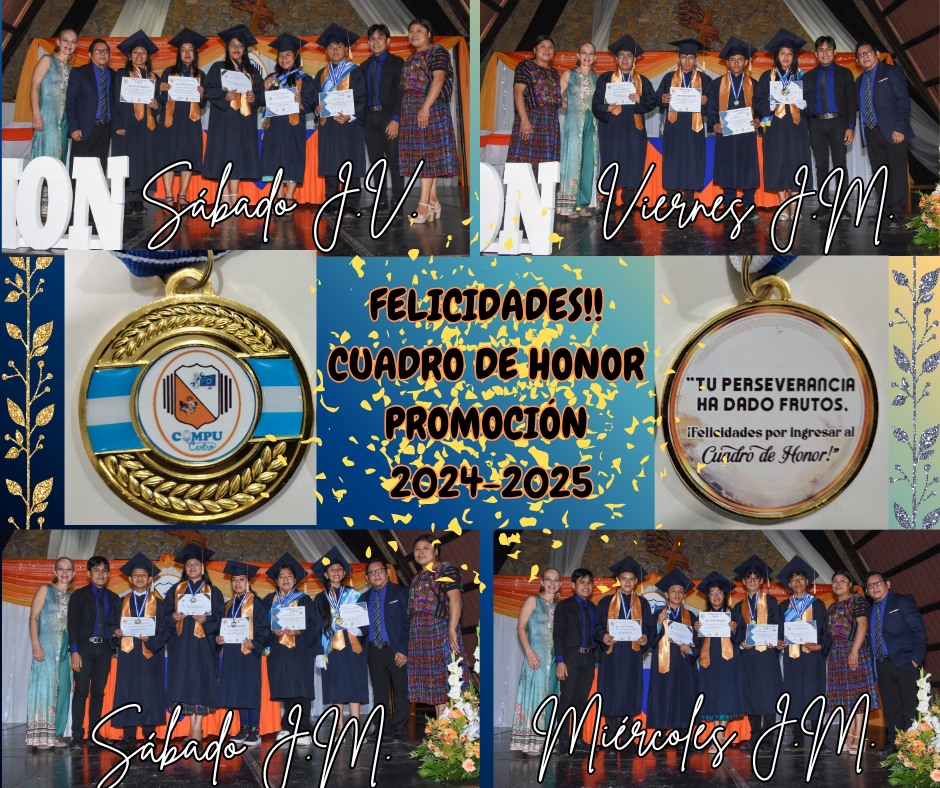 Sábado J.V.
Viernes J.M.
ON
FELICIDADES!!
CUADRO DE HONOR
PROMOCIÓN
2024-2025
COMPU
Centro
"TU PERSEVERANCIA
HA DADO FRUTOS.
¡Felicidades por ingresar al
Cuadro de Honor!"
Sábado J.M.
Miércoles J.M.